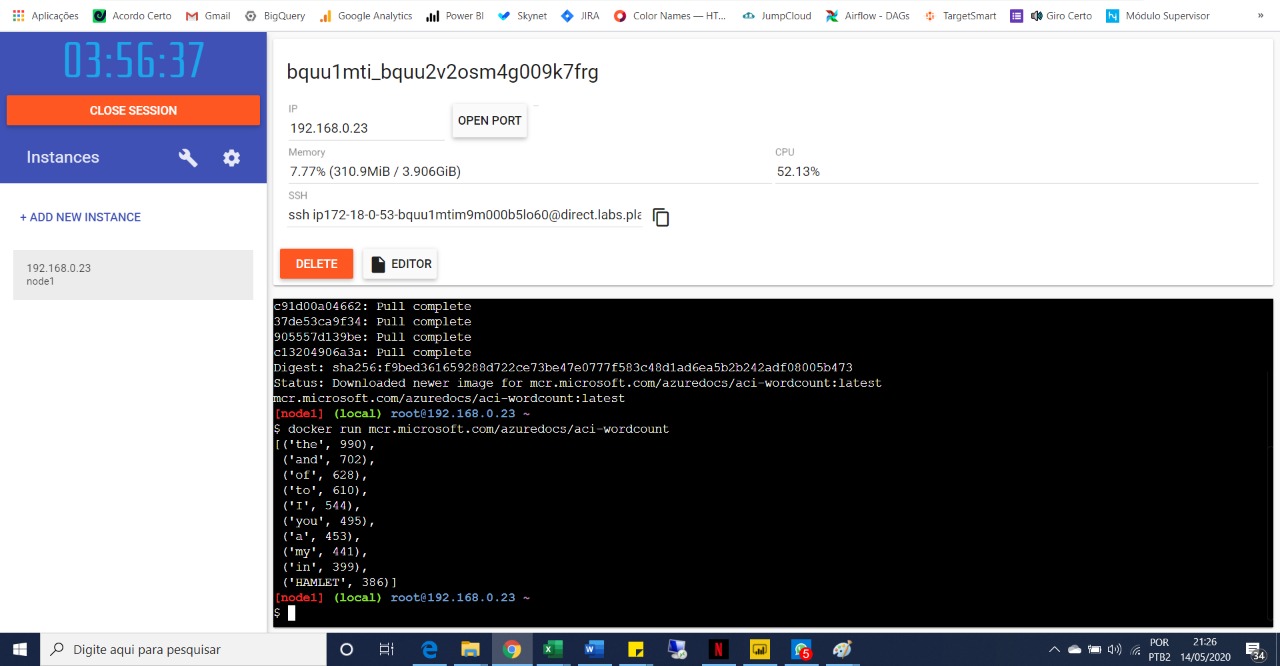 Aplicações Acordo Certo Gmail BigQuery Google Analytics Power BI Skynet JIRA Color Names — HT... JumpCloud Airflow - DAGs TargetSmart Giro Certo Módulo Supervisor »
03:56:37
CLOSE SESSION
Instances
+ ADD NEW INSTANCE
192.168.0.23
node1
bquu1mti_bquu2v2osm4g009k7frg
IP
192.168.0.23
OPEN PORT
Memory
7.77% (310.9MiB / 3.906GiB)
CPU
52.13%
SSH
ssh ip172-18-0-53-bquu1mtim9m000b5lo60@direct.labs.pla
DELETE
EDITOR
c91d00a04662: Pull complete
37de53ca9f34: Pull complete
905557d139be: Pull complete
c13204906a3a: Pull complete
Digest: sha256:f9bed361659288d722ce73be47e0777f583c48d1ad6ea5b2b242adf08005b473
Status: Downloaded newer image for mcr.microsoft.com/azuredocs/aci-wordcount:latest
mcr.microsoft.com/azuredocs/aci-wordcount:latest
[node1] (local) root@192.168.0.23 ~
$ docker run mcr.microsoft.com/azuredocs/aci-wordcount
[('the', 990),
('and', 702),
('of', 628),
('to', 610),
('I', 544),
('you', 495),
('a', 453),
('my', 441),
('in', 399),
('HAMLET', 386)]
[node1] (local) root@192.168.0.23 ~
$
Digite aqui para pesquisar
POR
PTB2
21:26
14/05/2020
5
34